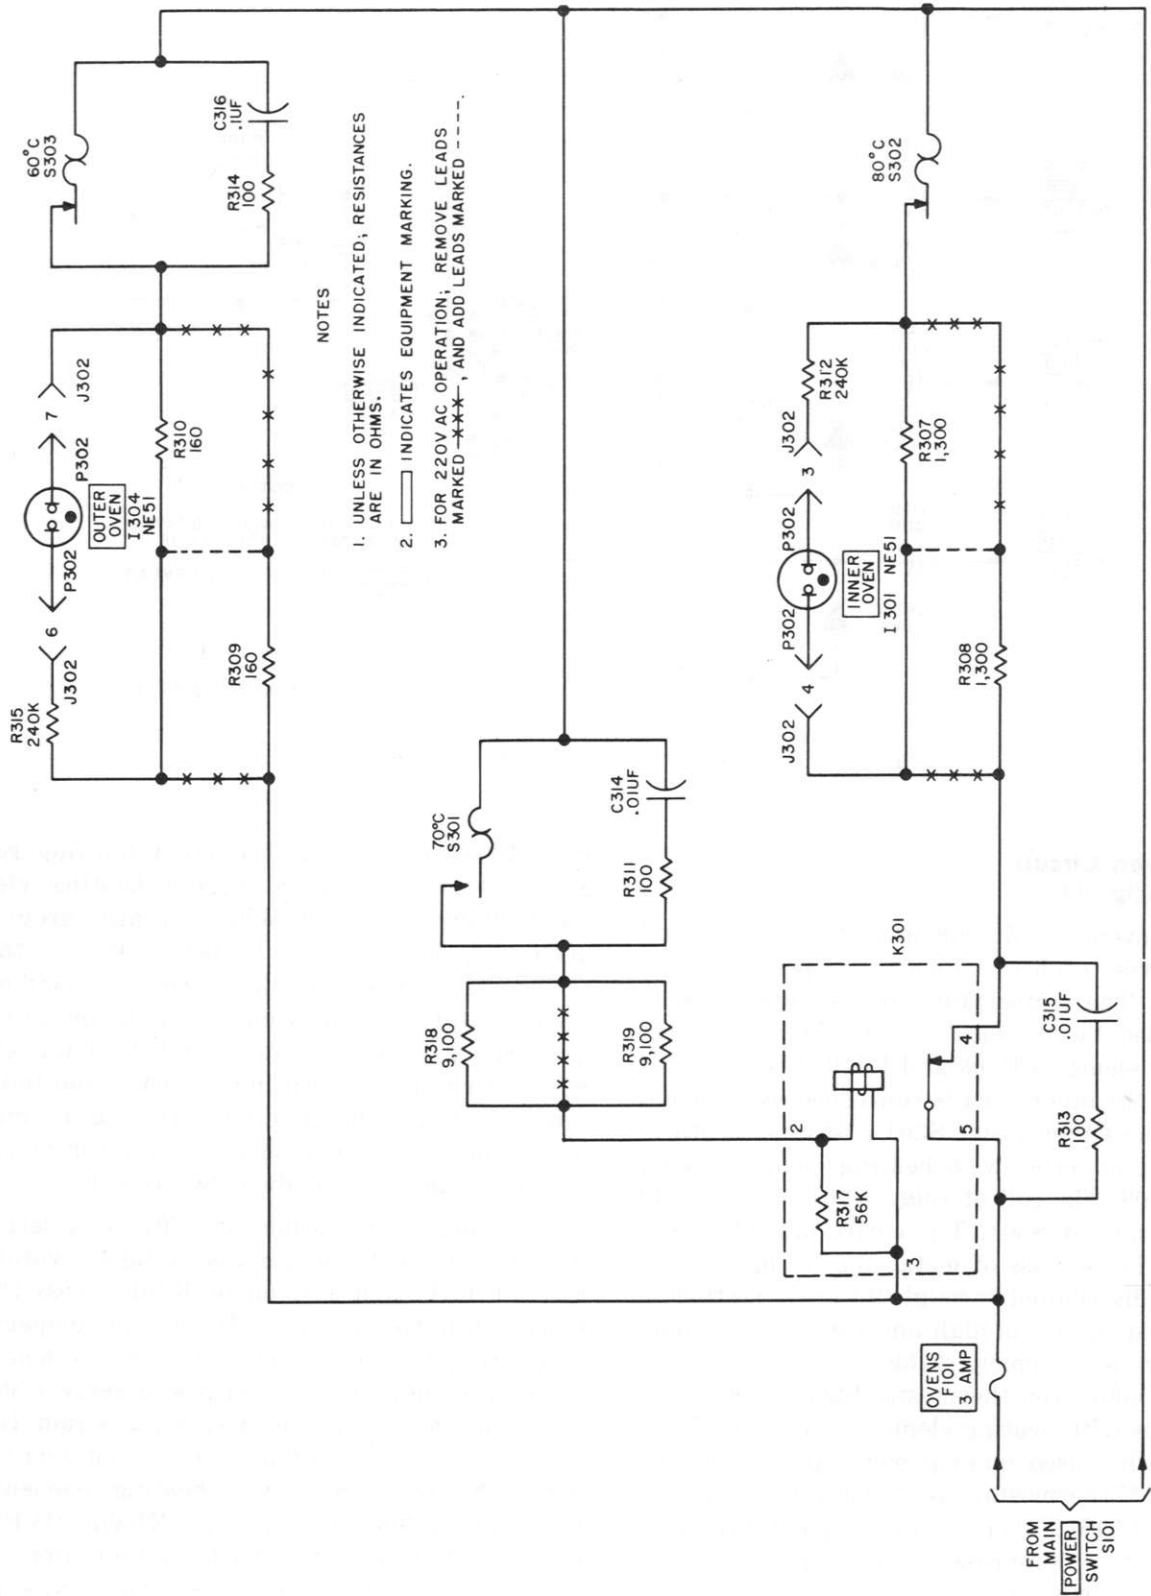 60°C
S303
C316
.1UF
R314
100
7
J302
P302
OUTER
OVEN
I 304
NE51
P302
6
J302
R315
240K
R310
160
R309
160
NOTES
1. UNLESS OTHERWISE INDICATED; RESISTANCES
ARE IN OHMS.
2. INDICATES EQUIPMENT MARKING.
3. FOR 220V AC OPERATION; REMOVE LEADS
MARKED -XXX-, AND ADD LEADS MARKED ----.
70°C
S301
C314
.01UF
R311
100
R318
9,100
R319
9,100
80°C
S302
R312
240K
J302
3
P302
INNER
OVEN
I 301 NE51
P302
4
J302
R307
1,300
R308
1,300
K301
2
R317
56K
3
4
5
C315
.01UF
R313
100
OVENS
F101
3 AMP
FROM
MAIN
POWER
SWITCH
S101